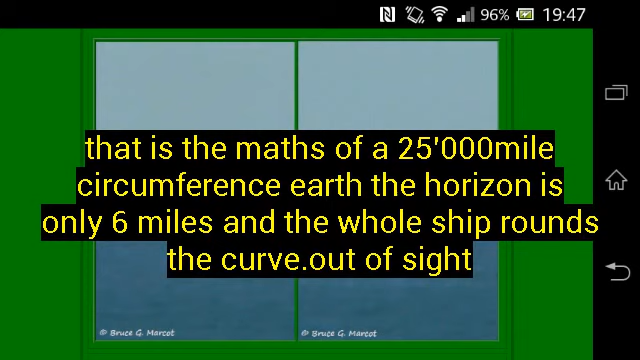 96% 19:47
that is the maths of a 25'000mile
circumference earth the horizon is
only 6 miles and the whole ship rounds
the curve.out of sight
© Bruce G. Marcot © Bruce G. Marcot